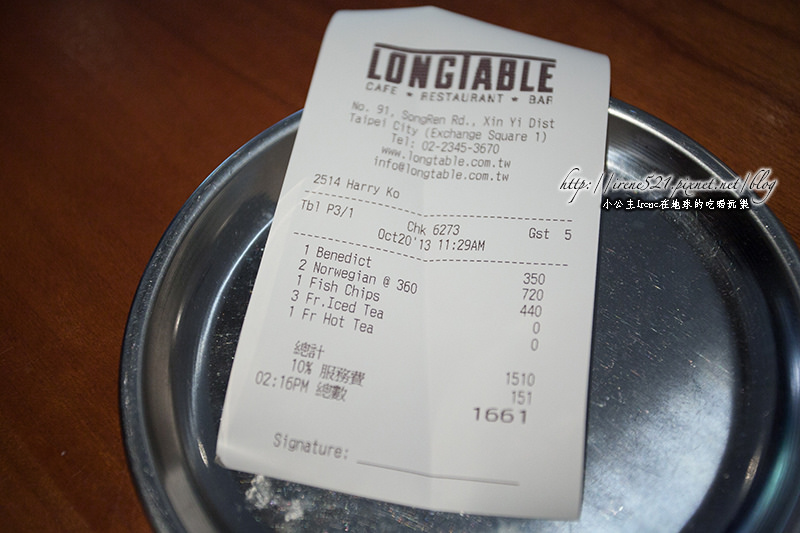 LONGTABLE
CAFE * RESTAURANT * BAR
No. 91, SongRen Rd., Xin Yi Dist
Taipei City (Exchange Square 1)
Tel: 02-2345-3670
www.longtable.com.tw
info@longtable.com.tw
2514 Harry Ko
Tbl P3/1 Chk 6273 Gst 5
Oct20'13 11:29AM
1 Benedict 350
2 Norwegian @ 360 720
1 Fish Chips 440
3 Fr.Iced Tea 0
1 Fr Hot Tea 0
總計 1510
10% 服務費 151
02:16PM 總數 1661
Signature:
http://irene521.pixnet.net/blog
小公主Irene在地球的吃喝玩樂